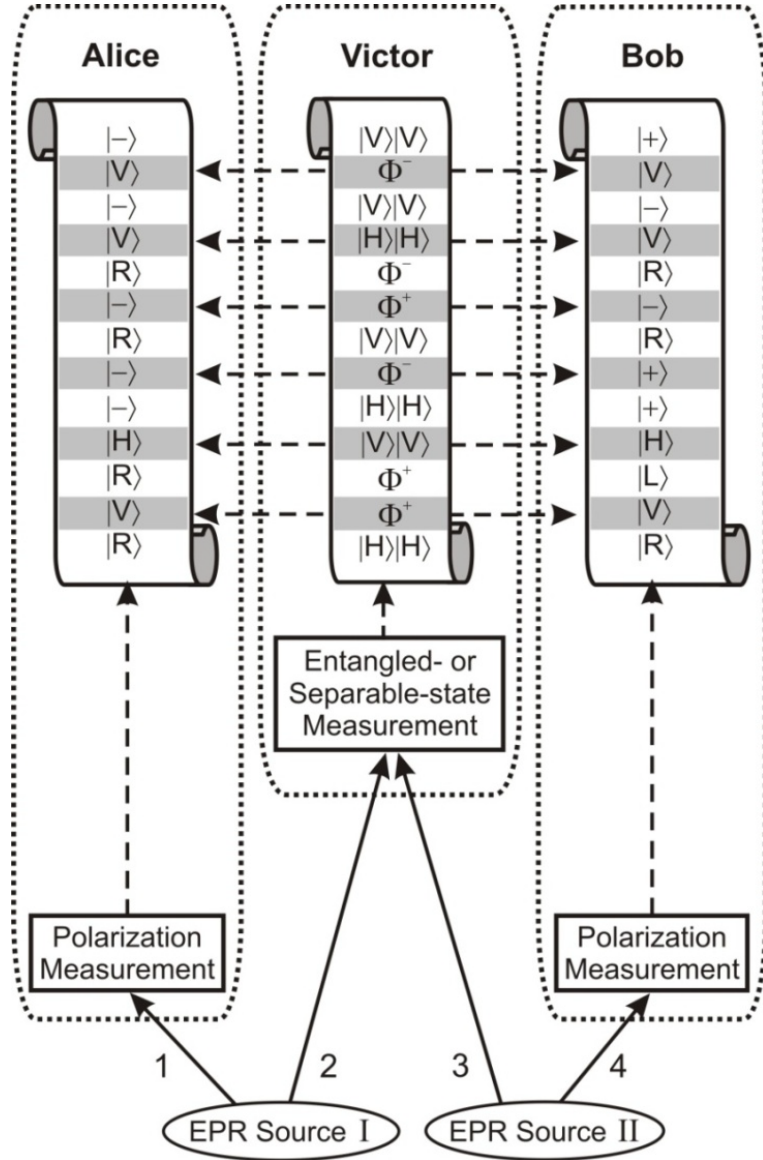 Alice Victor Bob
|−⟩ |V⟩|V⟩ |+⟩
|V⟩ Φ⁻ |V⟩
|−⟩ |V⟩|V⟩ |−⟩
|V⟩ |H⟩|H⟩ |V⟩
|R⟩ Φ⁻ |R⟩
|−⟩ Φ⁺ |−⟩
|R⟩ |V⟩|V⟩ |R⟩
|−⟩ Φ⁻ |+⟩
|−⟩ |H⟩|H⟩ |+⟩
|H⟩ |V⟩|V⟩ |H⟩
|R⟩ Φ⁺ |L⟩
|V⟩ Φ⁺ |V⟩
|R⟩ |H⟩|H⟩ |R⟩
Entangled- or
Separable-state
Measurement
Polarization
Measurement
Polarization
Measurement
1 2 3 4
EPR Source I
EPR Source II